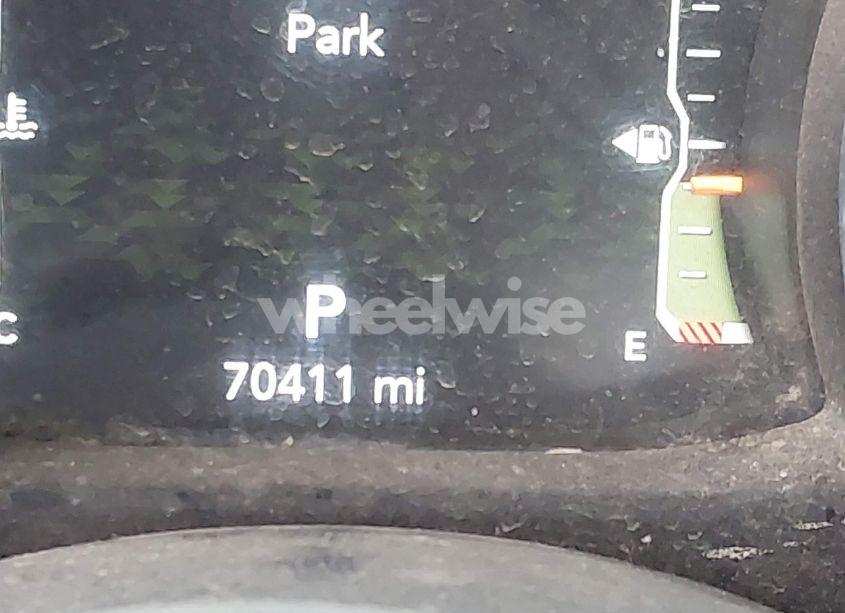 Park
P
wheelwise
70411 mi
E
C